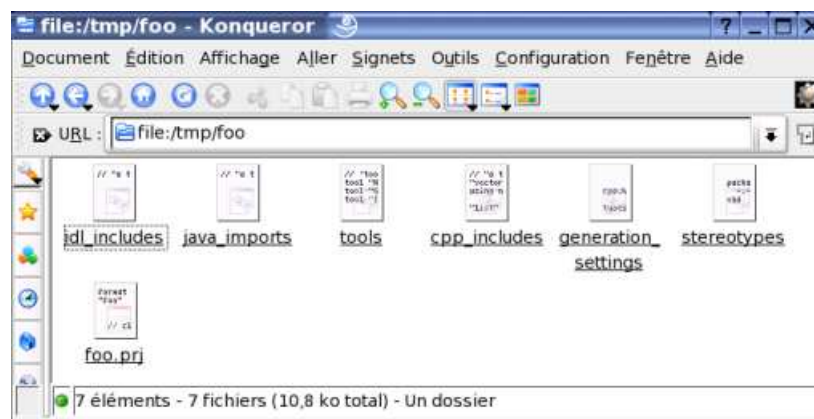 file:/tmp/foo - Konqueror
Document Édition Affichage Aller Signets Outils Configuration Fenêtre Aide
URL : file:/tmp/foo
idl_includes java_imports tools cpp_includes generation_ stereotypes
settings
foo.prj
7 éléments - 7 fichiers (10,8 ko total) - Un dossier